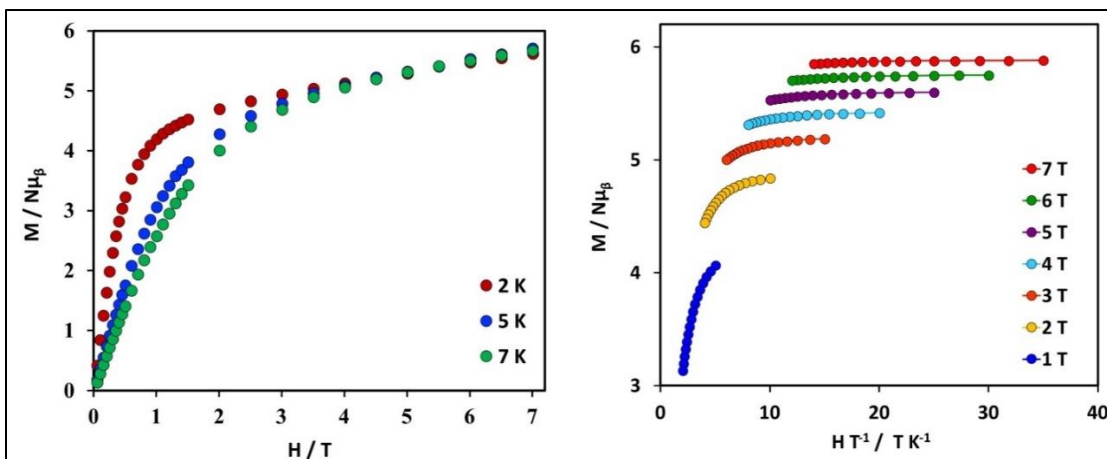 M / Nµᵦ
6
5
4
3
2
1
0
0 1 2 3 4 5 6 7
H / T
2 K
5 K
7 K
M / Nµᵦ
6
5
4
3
0 10 20 30 40
H T⁻¹ / T K⁻¹
7 T
6 T
5 T
4 T
3 T
2 T
1 T